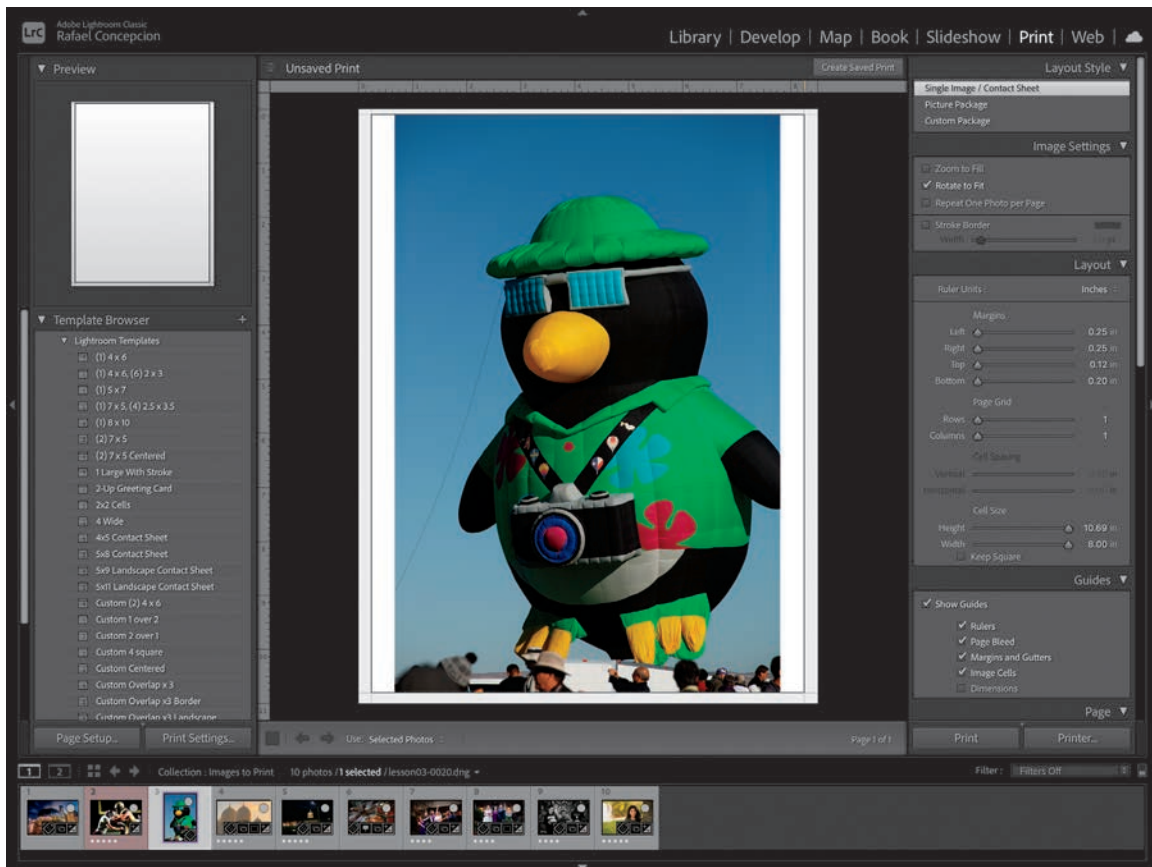 LrC
Adobe Lightroom Classic
Rafael Concepcion
Library | Develop | Map | Book | Slideshow | Print | Web |
Preview
Template Browser +
Lightroom Templates
(1) 4 x 6
(1) 4 x 6, (6) 2 x 3
(1) 5 x 7
(1) 7 x 5, (4) 2.5 x 3.5
(1) 8 x 10
(2) 7 x 5
(2) 7 x 5 Centered
1 Large With Stroke
2-Up Greeting Card
2x2 Cells
4 Wide
4x5 Contact Sheet
5x8 Contact Sheet
5x9 Landscape Contact Sheet
5x11 Landscape Contact Sheet
Custom (2) 4 x 6
Custom 1 over 2
Custom 2 over 1
Custom 4 square
Custom Centered
Custom Overlap x 3
Custom Overlap x3 Border
Custom Overlap x3 Landscape
Page Setup...
Print Settings...
Unsaved Print
Create Saved Print
Use: Selected Photos
Page 1 of 1
Layout Style
Single Image / Contact Sheet
Picture Package
Custom Package
Image Settings
Zoom to Fill
Rotate to Fit
Repeat One Photo per Page
Stroke Border
Width
Layout
Ruler Units: Inches
Margins
Left 0.25 in
Right 0.25 in
Top 0.12 in
Bottom 0.20 in
Page Grid
Rows 1
Columns 1
Cell Spacing
Vertical
Horizontal
Cell Size
Height 10.69 in
Width 8.00 in
Keep Square
Guides
Show Guides
Rulers
Page Bleed
Margins and Gutters
Image Cells
Dimensions
Page
Print
Printer...
1 2 Collection : Images to Print 10 photos / 1 selected / lesson03-0020.dng
Filter : Filters Off
1 2 3 4 5 6 7 8 9 10